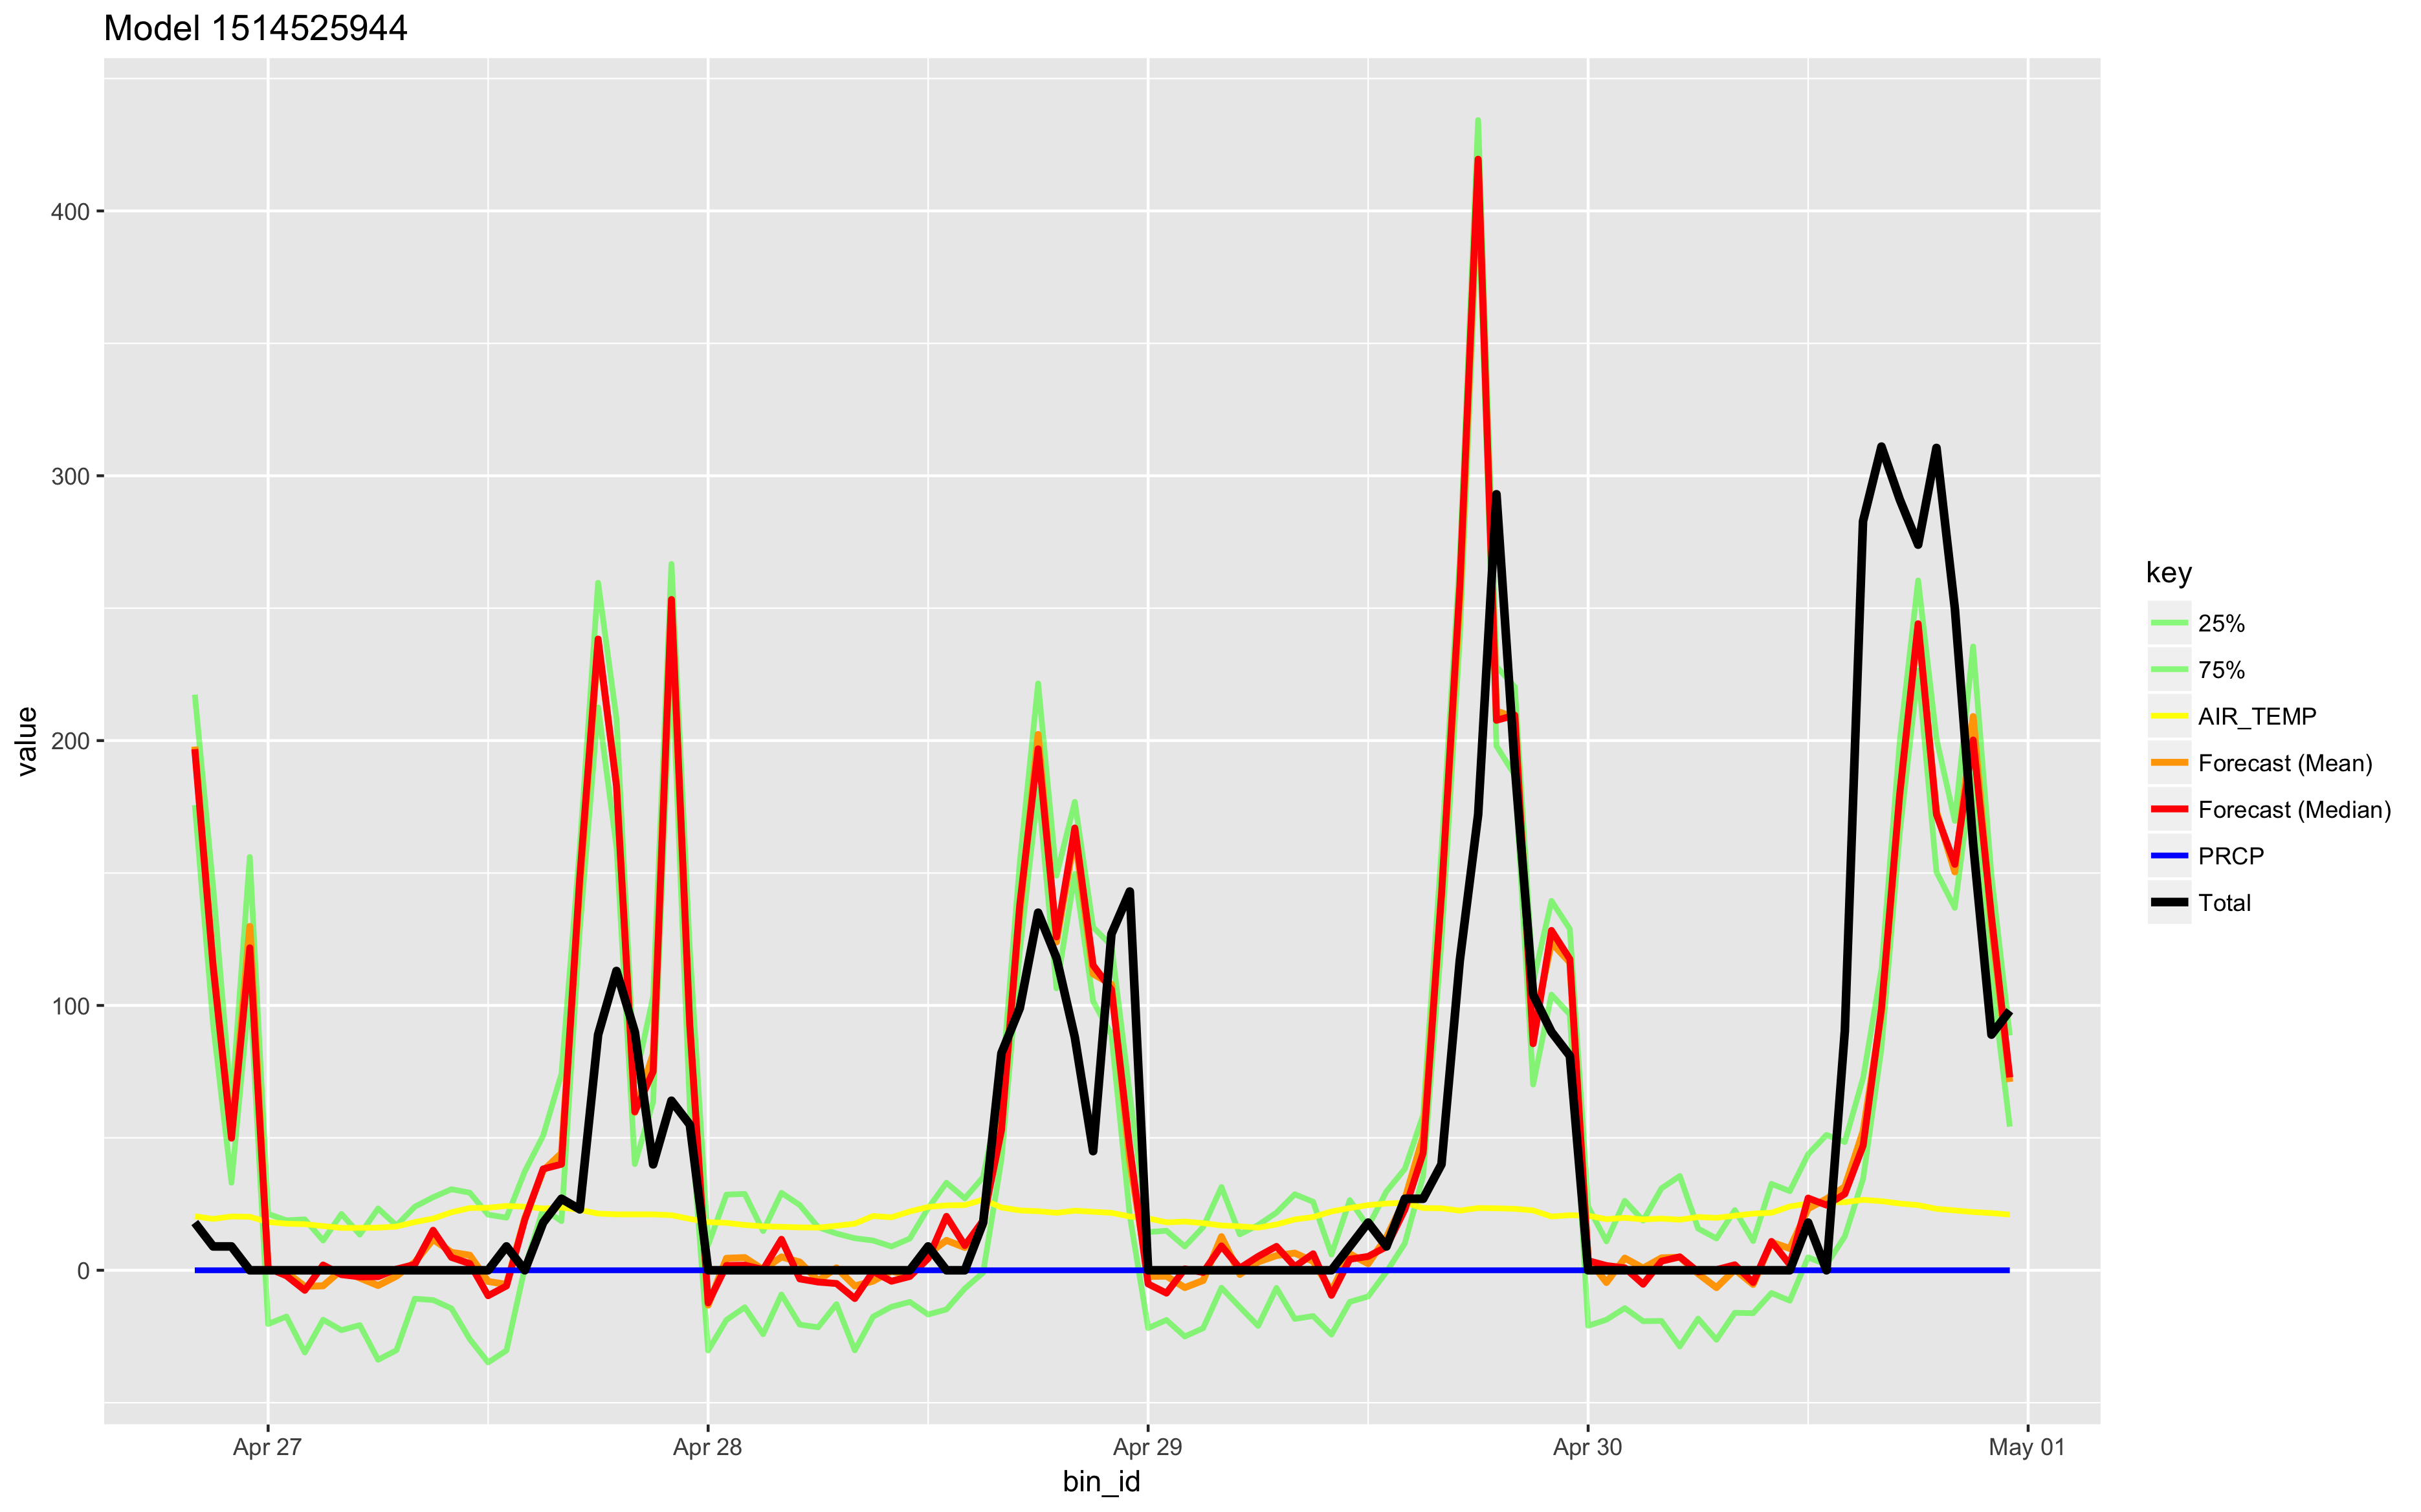 Model 1514525944
400
300
200
100
0
value
Apr 27
Apr 28
Apr 29
Apr 30
May 01
bin_id
key
25%
75%
AIR_TEMP
Forecast (Mean)
Forecast (Median)
PRCP
Total